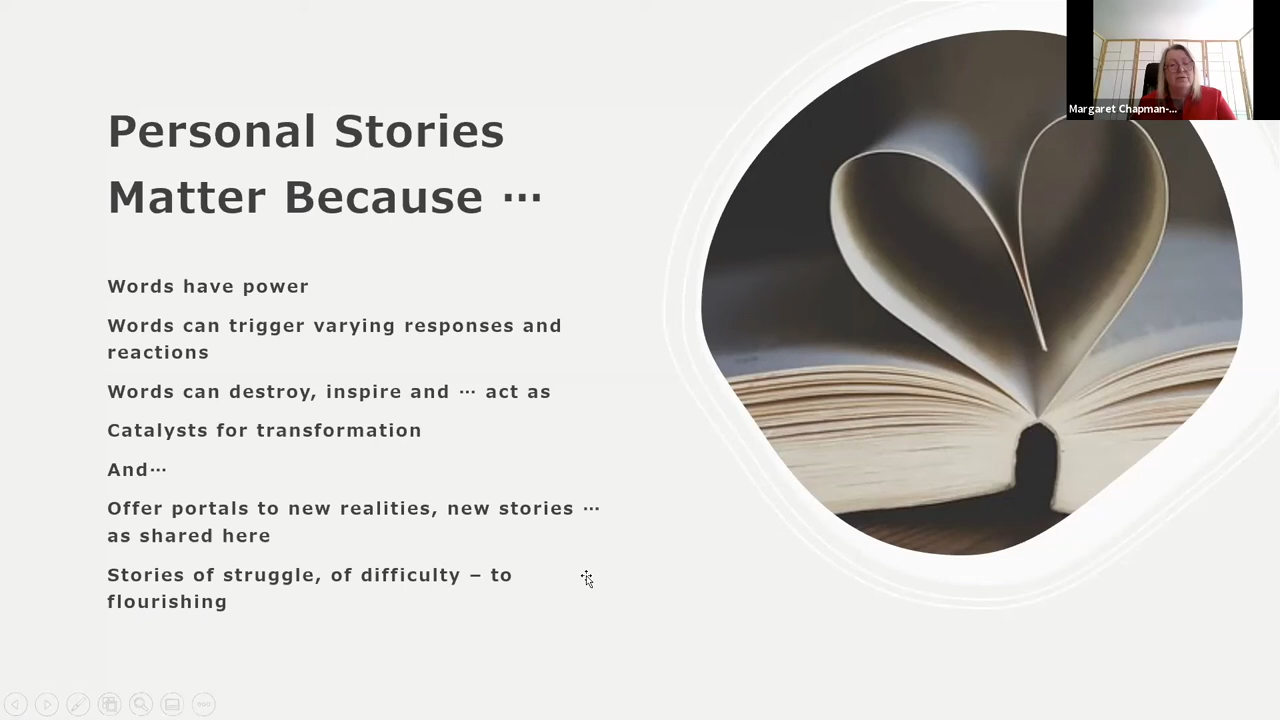 Personal Stories
Matter Because ⋯
Words have power
Words can trigger varying responses and
reactions
Words can destroy, inspire and ⋯ act as
Catalysts for transformation
And⋯
Offer portals to new realities, new stories ⋯
as shared here
Stories of struggle, of difficulty – to
flourishing
Margaret Chapman-...